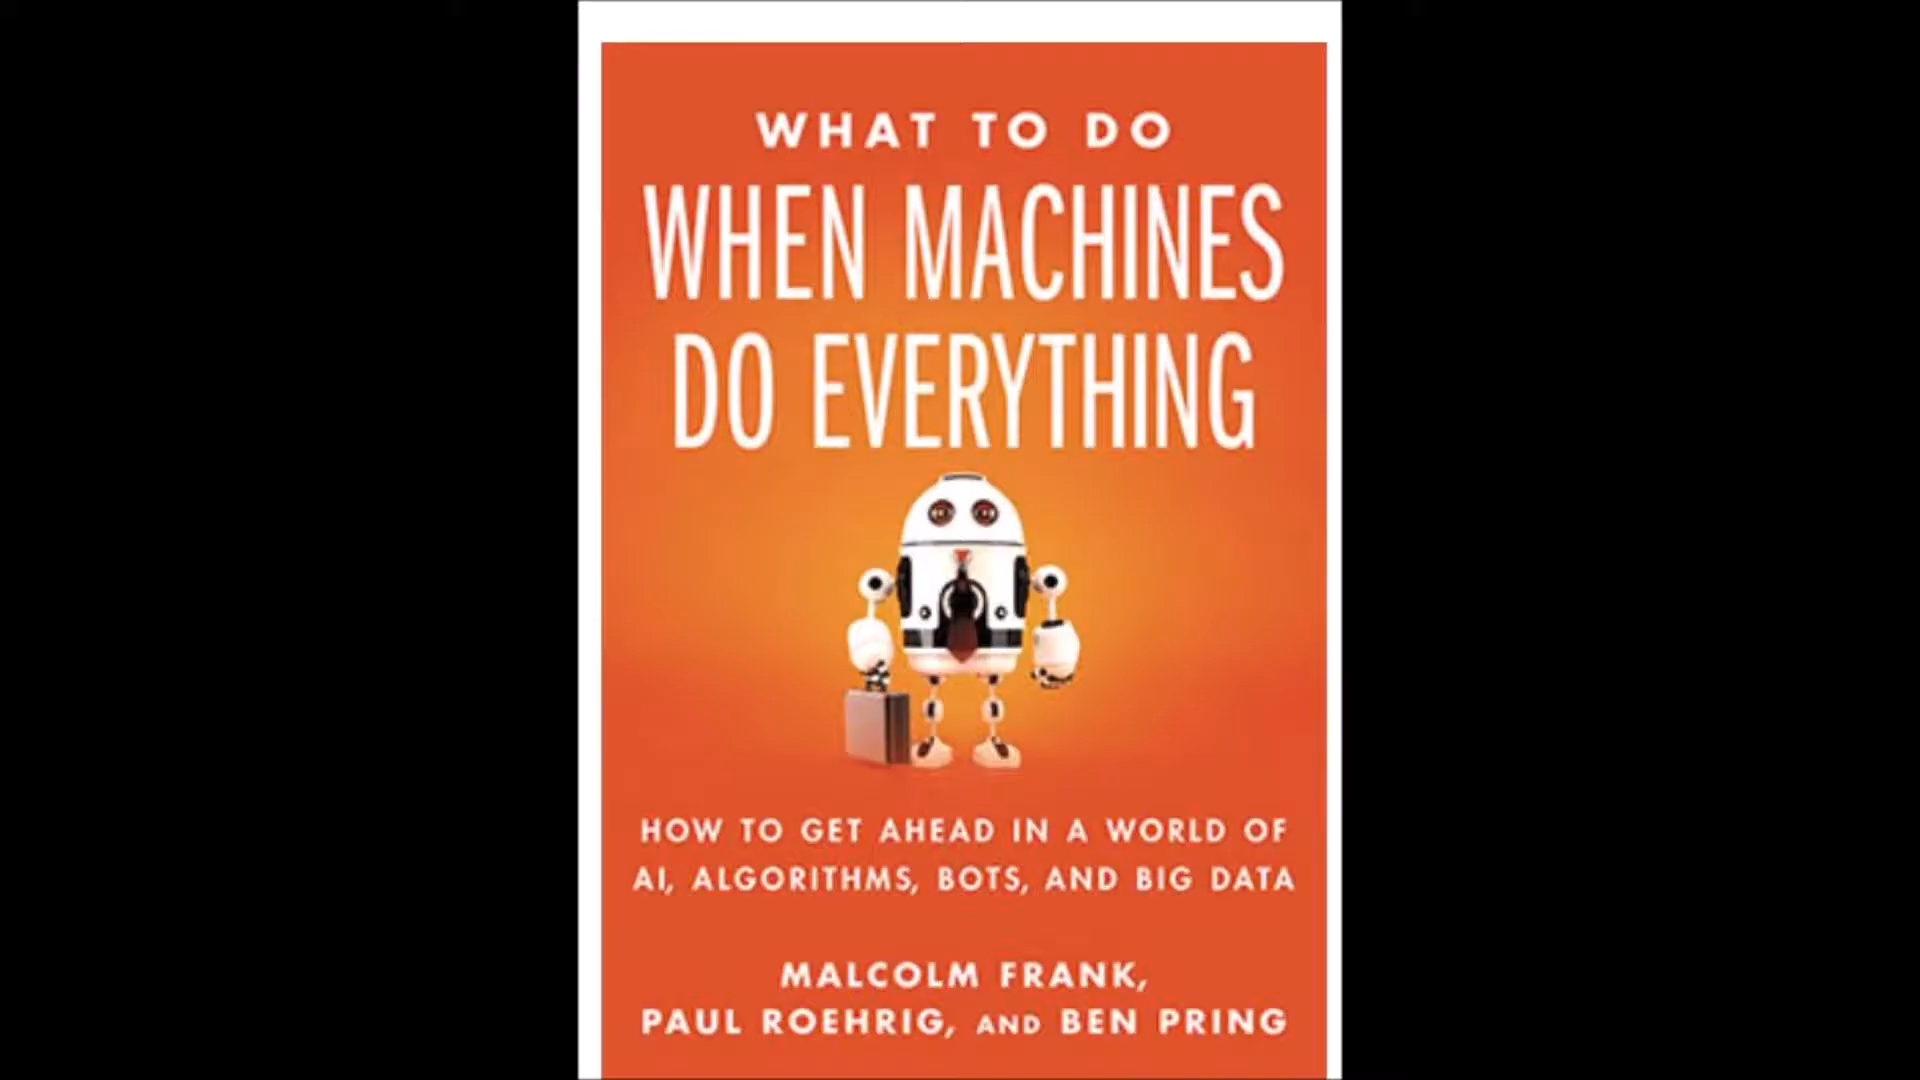 WHAT TO DO
WHEN MACHINES
DO EVERYTHING
HOW TO GET AHEAD IN A WORLD OF
AI, ALGORITHMS, BOTS, AND BIG DATA
MALCOLM FRANK,
PAUL ROEHRIG, AND BEN PRING